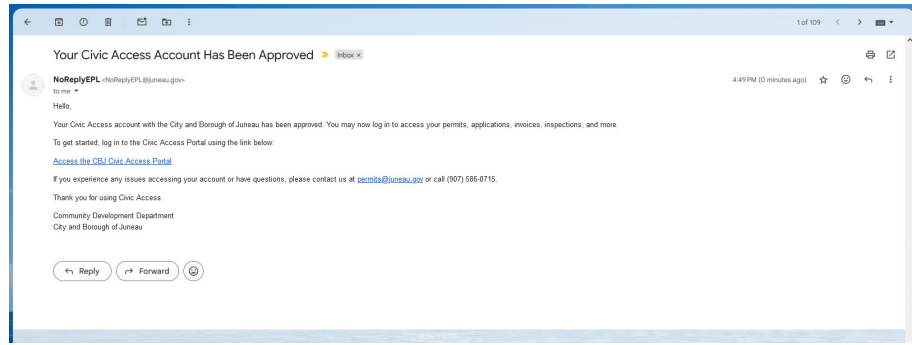 1 of 109
Your Civic Access Account Has Been Approved Inbox x
NoReplyEPL <NoReplyEPL@juneau.gov> 4:49 PM (0 minutes ago)
to me
Hello,
Your Civic Access account with the City and Borough of Juneau has been approved. You may now log in to access your permits, applications, invoices, inspections, and more.
To get started, log in to the Civic Access Portal using the link below:
Access the CBJ Civic Access Portal
If you experience any issues accessing your account or have questions, please contact us at permits@juneau.gov or call (907) 586-0715.
Thank you for using Civic Access.
Community Development Department
City and Borough of Juneau
Reply Forward